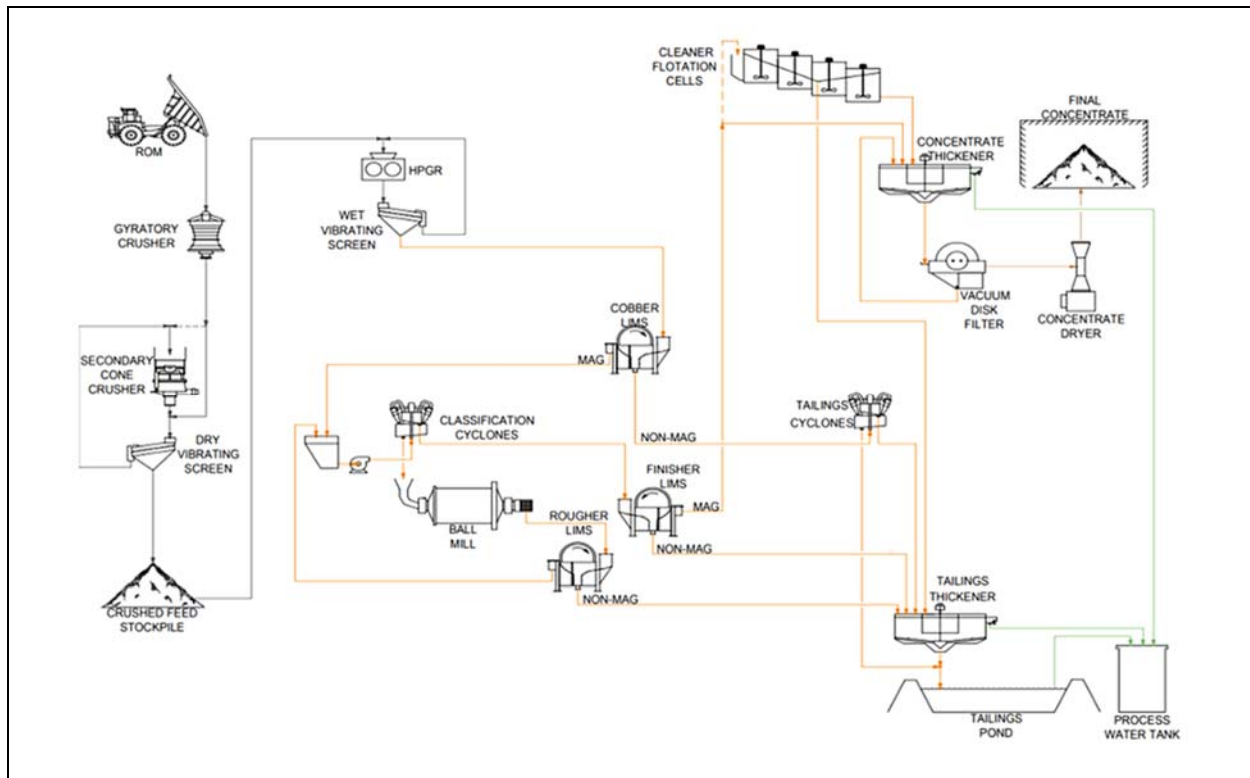 CLEANER
FLOTATION
CELLS
ROM
FINAL
CONCENTRATE
CONCENTRATE
THICKENER
HPGR
WET
VIBRATING
SCREEN
GYRATORY
CRUSHER
VACUUM
DISK
FILTER
CONCENTRATE
DRYER
COBBER
LIMS
MAG
SECONDARY
CONE
CRUSHER
CLASSIFICATION
CYCLONES
TAILINGS
CYCLONES
NON-MAG
DRY
VIBRATING
SCREEN
FINISHER
LIMS
MAG
BALL
MILL
ROUGHER
LIMS
NON-MAG
NON-MAG
CRUSHED FEED
STOCKPILE
TAILINGS
THICKENER
TAILINGS
POND
PROCESS
WATER TANK